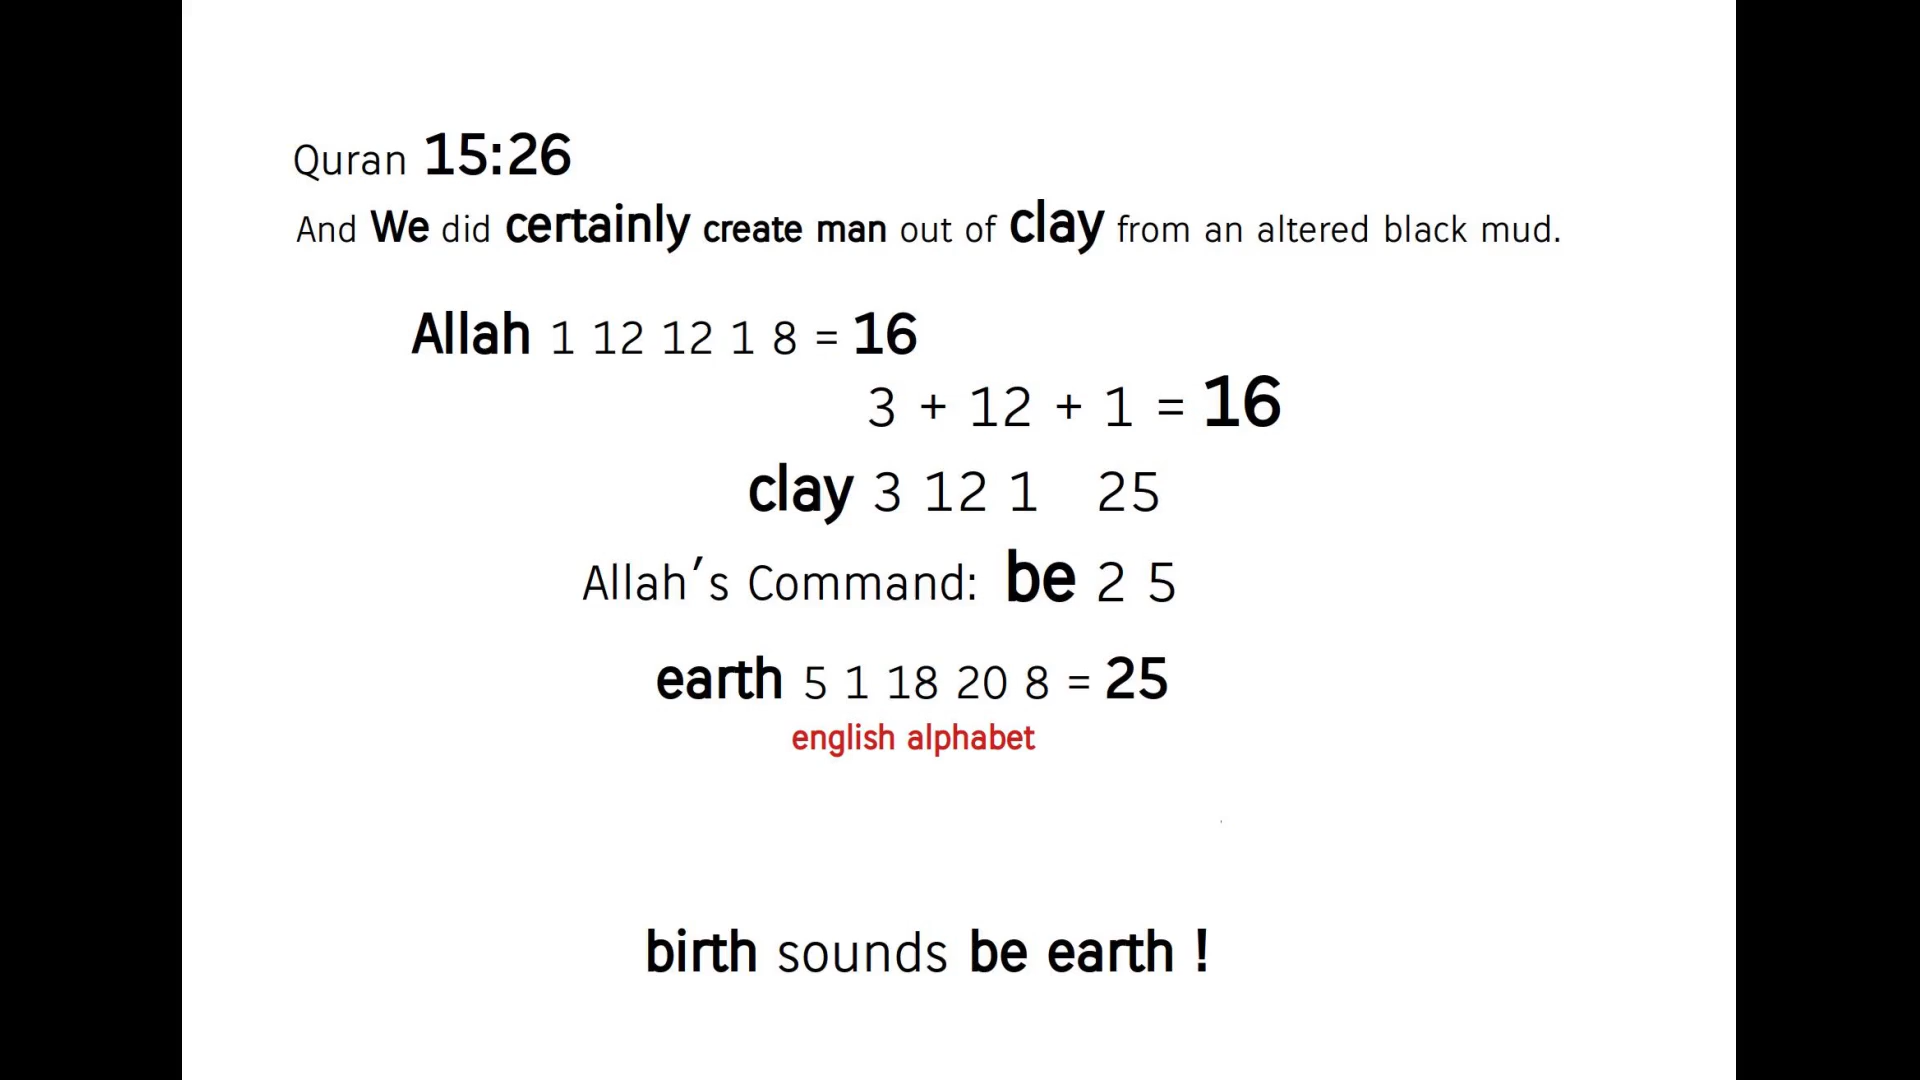 Quran 15:26
And We did certainly create man out of clay from an altered black mud.
Allah 1 12 12 1 8 = 16
3 + 12 + 1 = 16
clay 3 12 1 25
Allah’s Command: be 2 5
earth 5 1 18 20 8 = 25
english alphabet
birth sounds be earth !